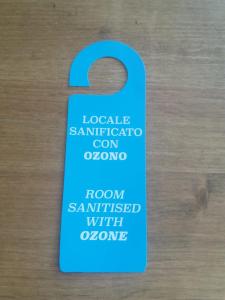 LOCALE
SANIFICATO
CON
OZONO
ROOM
SANITISED
WITH
OZONE